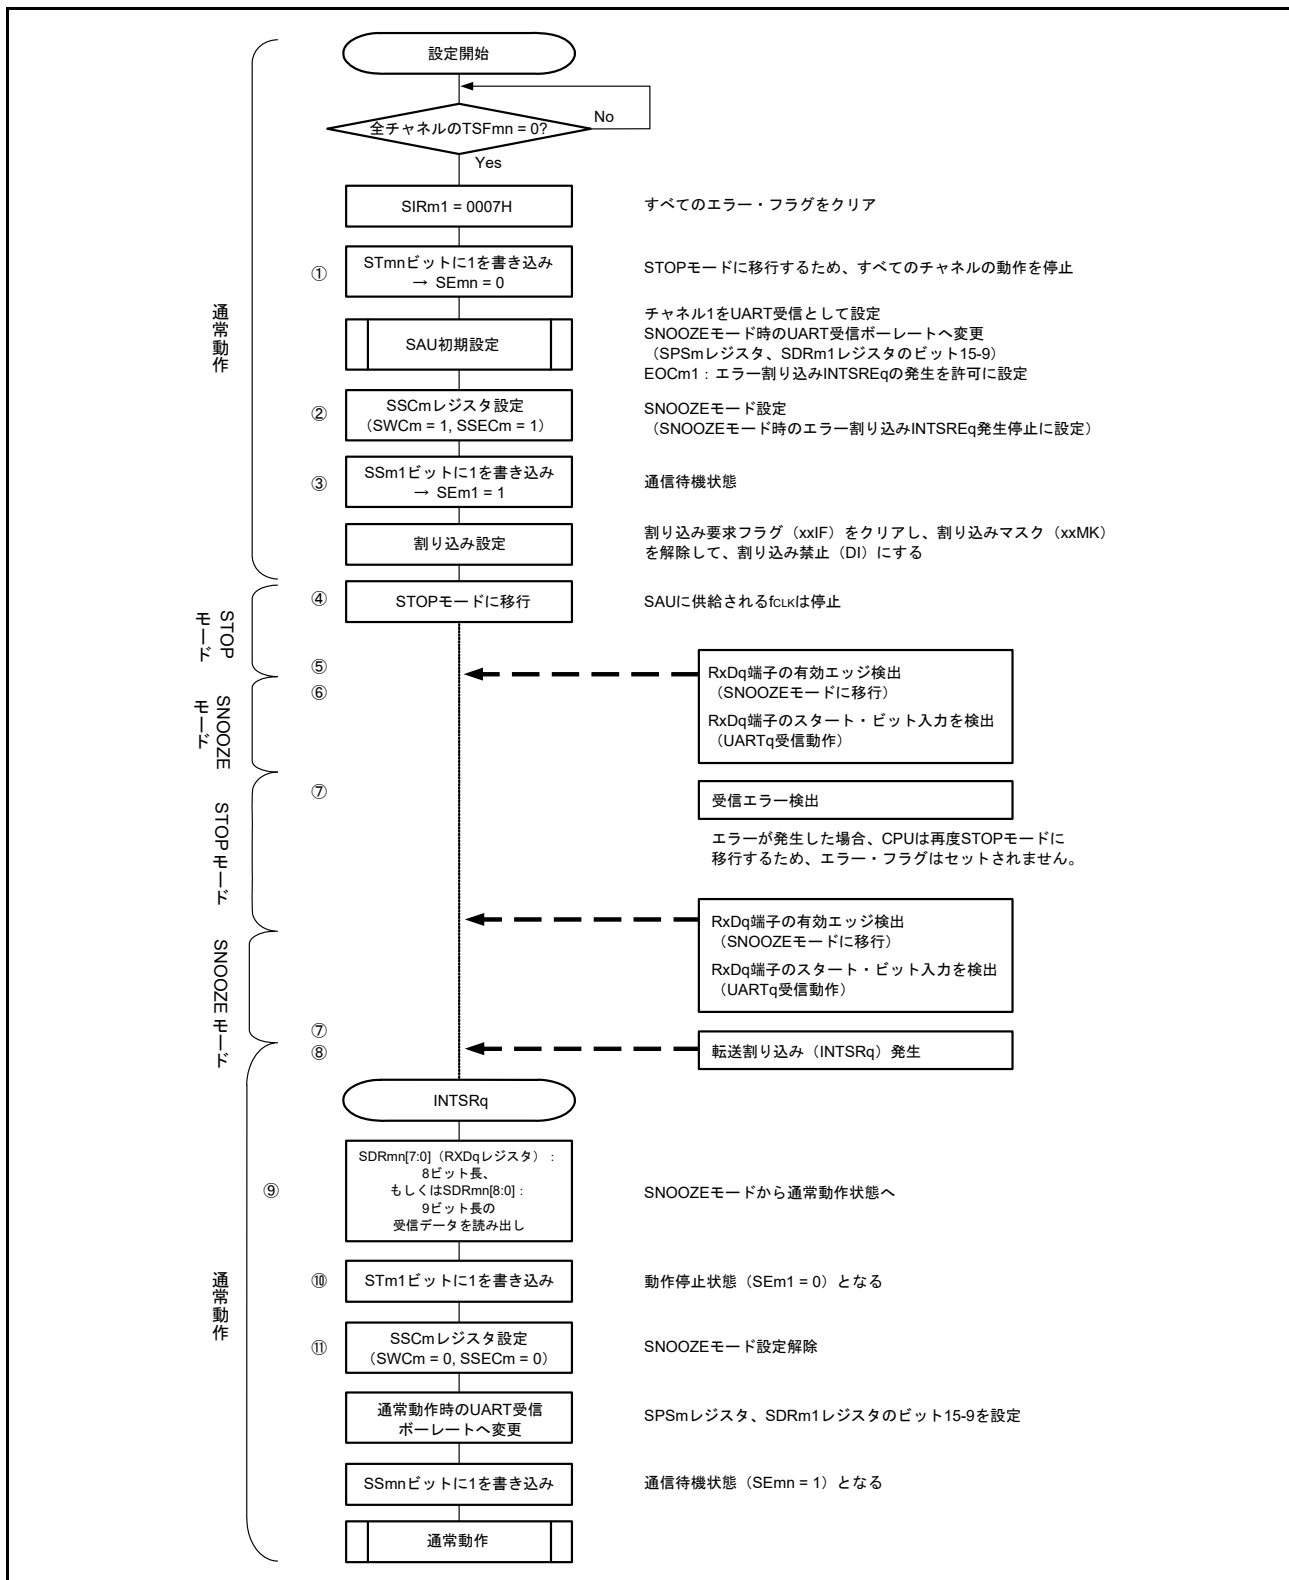 設定開始
全チャネルのTSFmn = 0?
No
Yes
SIRm1 = 0007H
すべてのエラー・フラグをクリア
①
STmnビットに1を書き込み
→ SEmn = 0
STOPモードに移行するため、すべてのチャネルの動作を停止
通常動作
SAU初期設定
チャネル1をUART受信として設定
SNOOZEモード時のUART受信ボーレートへ変更
（SPSmレジスタ、SDRm1レジスタのビット15-9）
EOCm1：エラー割り込みINTSREqの発生を許可に設定
②
SSCmレジスタ設定
（SWCm = 1, SSECm = 1）
SNOOZEモード設定
（SNOOZEモード時のエラー割り込みINTSREq発生停止に設定）
③
SSm1ビットに1を書き込み
→ SEm1 = 1
通信待機状態
割り込み設定
割り込み要求フラグ（xxIF）をクリアし、割り込みマスク（xxMK）
を解除して、割り込み禁止（DI）にする
④
STOPモードに移行
SAUに供給されるfCLKは停止
STOP
モード
⑤
RxDq端子の有効エッジ検出
（SNOOZEモードに移行）
RxDq端子のスタート・ビット入力を検出
（UARTq受信動作）
⑥
SNOOZE
モード
⑦
受信エラー検出
エラーが発生した場合、CPUは再度STOPモードに
移行するため、エラー・フラグはセットされません。
STOPモード
RxDq端子の有効エッジ検出
（SNOOZEモードに移行）
RxDq端子のスタート・ビット入力を検出
（UARTq受信動作）
SNOOZEモード
⑦
⑧
転送割り込み（INTSRq）発生
INTSRq
⑨
SDRmn[7:0]（RXDqレジスタ）：
8ビット長、
もしくはSDRmn[8:0]：
9ビット長の
受信データを読み出し
SNOOZEモードから通常動作状態へ
通常動作
⑩
STm1ビットに1を書き込み
動作停止状態（SEm1 = 0）となる
⑪
SSCmレジスタ設定
（SWCm = 0, SSECm = 0）
SNOOZEモード設定解除
通常動作時のUART受信
ボーレートへ変更
SPSmレジスタ、SDRm1レジスタのビット15-9を設定
SSmnビットに1を書き込み
通信待機状態（SEmn = 1）となる
通常動作